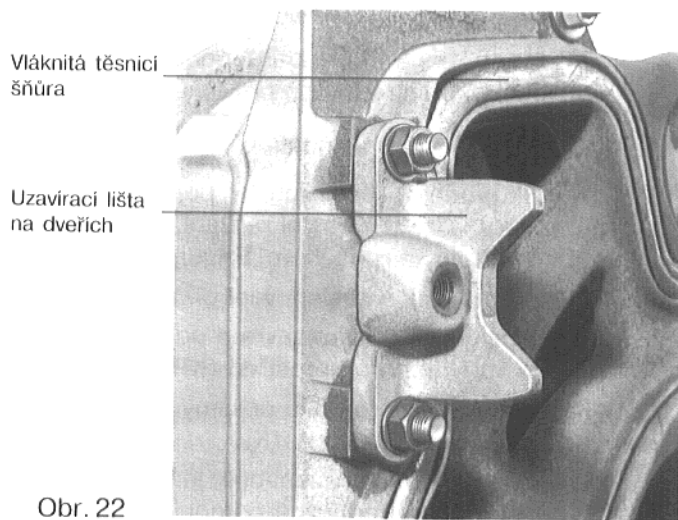 Vláknitá těsnicí
šňůra
Uzavírací lišta
na dveřích
Obr. 22